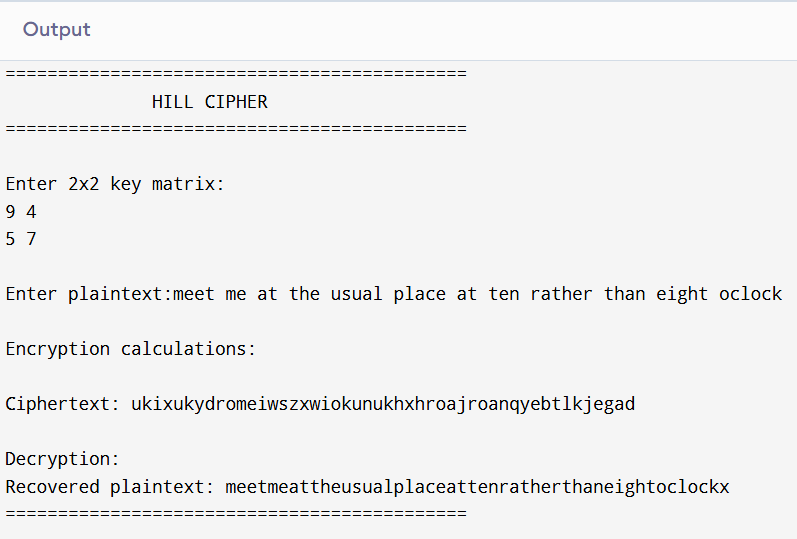 Output
============================================
HILL CIPHER
============================================
Enter 2x2 key matrix:
9 4
5 7
Enter plaintext:meet me at the usual place at ten rather than eight oclock
Encryption calculations:
Ciphertext: ukixukydromeiwszxwiokunukhxhroajroanqyebtlkjegad
Decryption:
Recovered plaintext: meetmeattheusualplaceattenratherthaneightoclockx
============================================